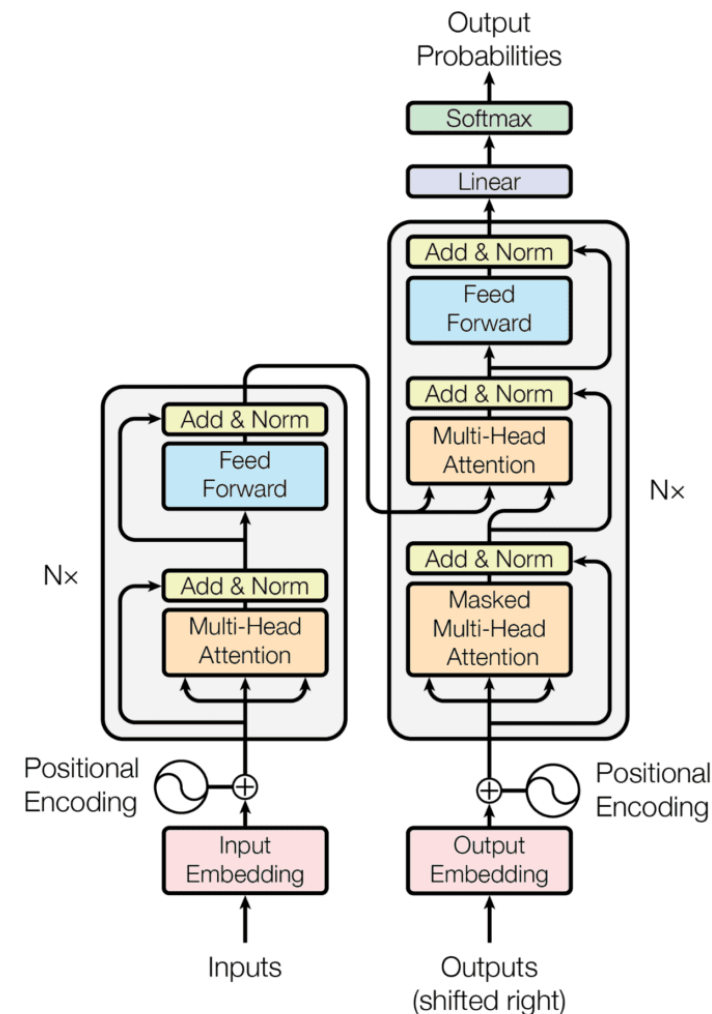 Output
Probabilities
Softmax
Linear
Add & Norm
Feed
Forward
Add & Norm
Multi-Head
Attention
N×
Add & Norm
Masked
Multi-Head
Attention
Add & Norm
Feed
Forward
N×
Add & Norm
Multi-Head
Attention
Positional
Encoding
Positional
Encoding
Input
Embedding
Output
Embedding
Inputs
Outputs
(shifted right)